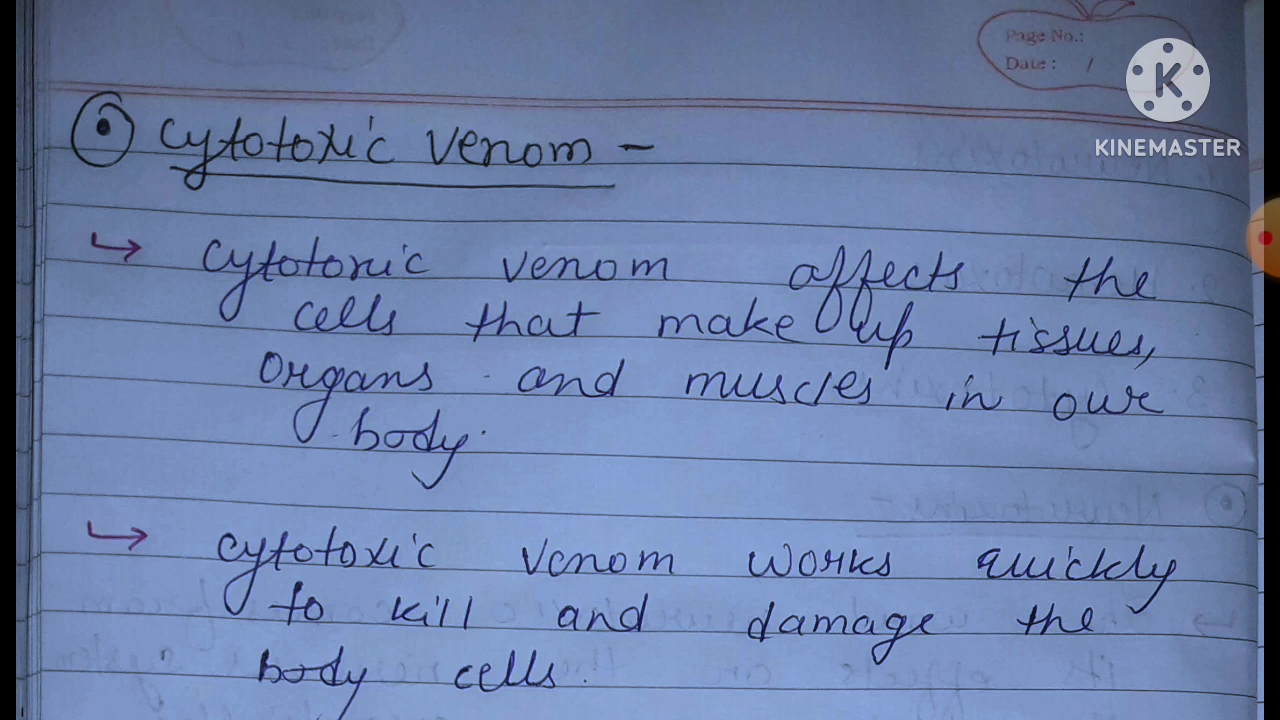 Page No.:
Date : /
K
KINEMASTER
Cytotoxic Venom -
↳ Cytotoxic venom affects the
cells that make up tissues,
organs and muscles in our
body.
↳ Cytotoxic venom works quickly
to kill and damage the
body cells.